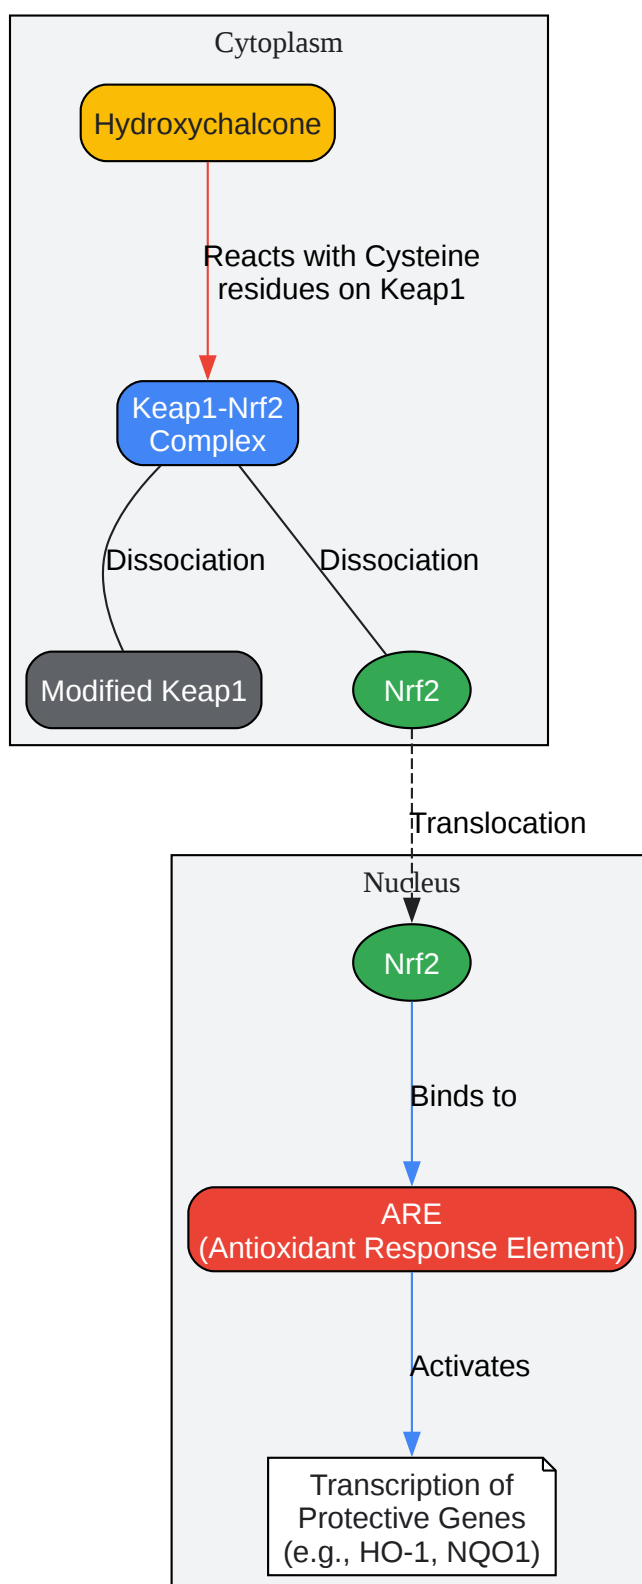 Cytoplasm
Hydroxychalcone
Reacts with Cysteine
residues on Keap1
Keap1-Nrf2
Complex
Dissociation
Dissociation
Modified Keap1
Nrf2
Translocation
Nucleus
Nrf2
Binds to
ARE
(Antioxidant Response Element)
Activates
Transcription of
Protective Genes
(e.g., HO-1, NQO1)